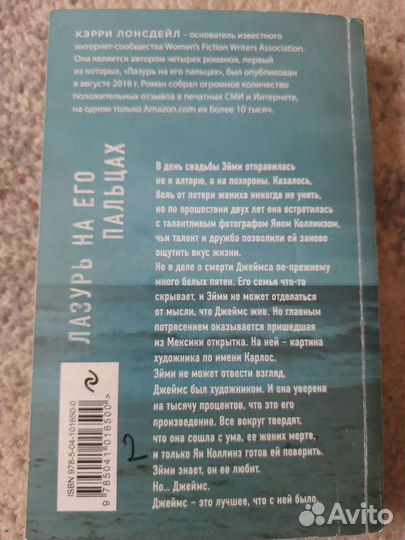 КЭРРИ ЛОНСДЕЙЛ – основатель известного
интернет-сообщества Women's Fiction Writers Association.
Она является автором четырех романов, первый
из которых, «Лазурь на его пальцах», был опубликован
в августе 2016 г. Роман собрал огромное количество
положительных отзывов в печатных СМИ и Интернете,
на одном только Amazon.com их более 10 тысяч.
ЛАЗУРЬ НА ЕГО
ПАЛЬЦАХ
В день свадьбы Эйми отправилась
не к алтарю, а на похороны. Казалось,
боль от потери жениха никогда не унять,
но по прошествии двух лет она встретилась
с талантливым фотографом Яном Коллинзом,
чьи талант и дружба позволили ей заново
ощутить вкус жизни.
Но в деле о смерти Джеймса по-прежнему
много белых пятен. Его семья что-то
скрывает, и Эйми не может отделаться
от мысли, что Джеймс жив. Но главным
потрясением оказывается пришедшая
из Мексики открытка. На ней – картина
художника по имени Карлос.
Эйми не может отвести взгляд.
Джеймс был художником. И она уверена
на тысячу процентов, что это его
произведение. Все вокруг твердят,
что она сошла с ума, ее жених мертв,
и только Ян Коллинз готов ей поверить.
Эйми знает, он ее любит.
Но... Джеймс.
Джеймс – это лучшее, что с ней было.
ISBN 978-5-04-101650-0
9 785041 016500 >
2
Avito